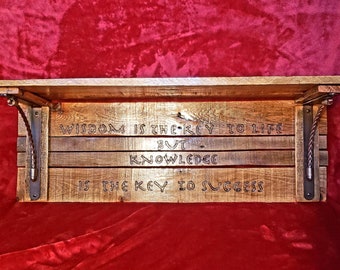 WISDOM IS THE KEY TO LIFE
BUT
KNOWLEDGE
IS THE KEY TO SUCCESS